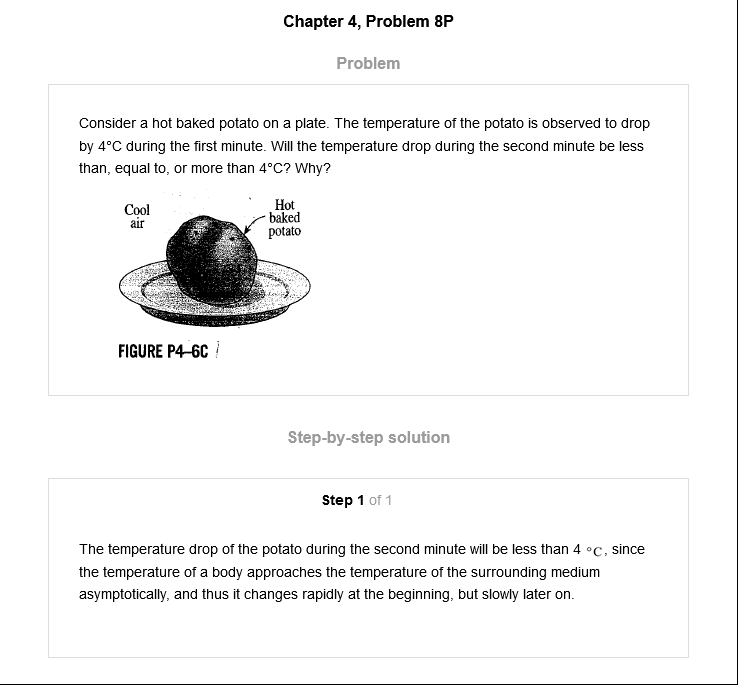 Chapter 4, Problem 8P
Problem
Consider a hot baked potato on a plate. The temperature of the potato is observed to drop
by 4°C during the first minute. Will the temperature drop during the second minute be less
than, equal to, or more than 4°C? Why?
Cool
air
Hot
baked
potato
FIGURE P4–6C
Step-by-step solution
Step 1 of 1
The temperature drop of the potato during the second minute will be less than 4 °C, since
the temperature of a body approaches the temperature of the surrounding medium
asymptotically, and thus it changes rapidly at the beginning, but slowly later on.